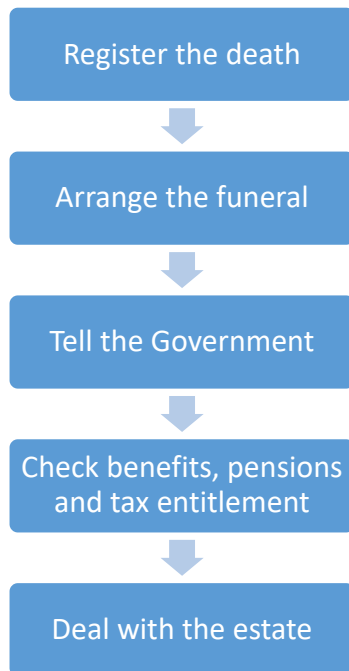 Register the death
Arrange the funeral
Tell the Government
Check benefits, pensions
and tax entitlement
Deal with the estate